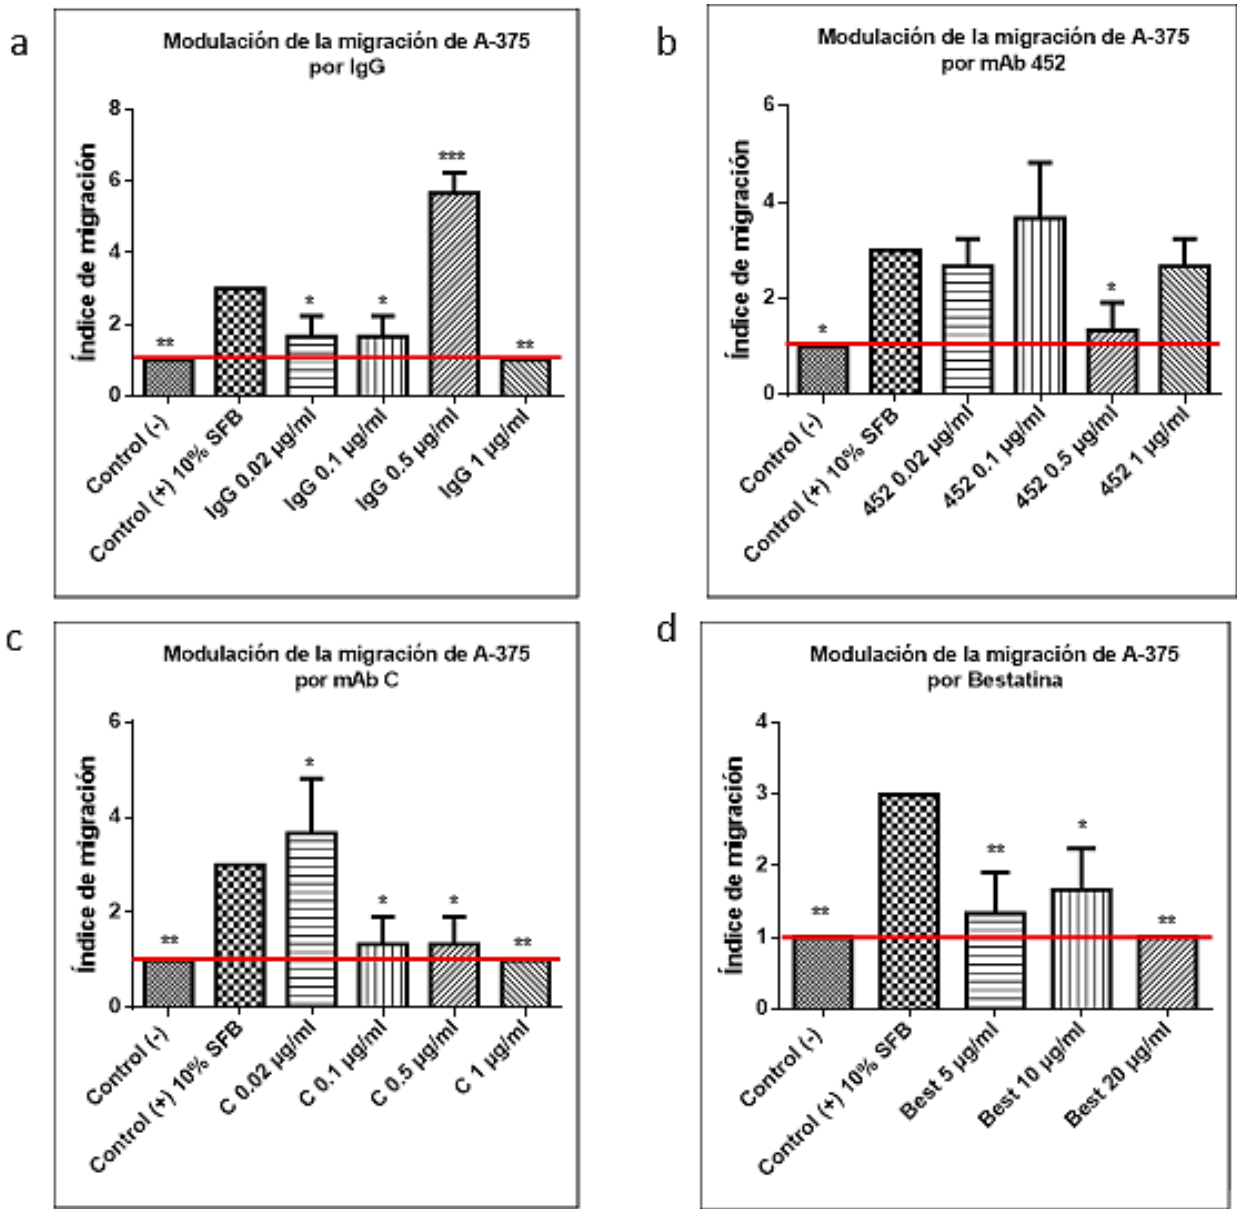 a
Modulación de la migración de A-375
por IgG
Índice de migración
8
6
4
2
0
**
*
*
***
**
Control (-)
Control (+) 10% SFB
IgG 0.02 µg/ml
IgG 0.1 µg/ml
IgG 0.5 µg/ml
IgG 1 µg/ml
b
Modulación de la migración de A-375
por mAb 452
Índice de migración
6
4
2
0
*
*
Control (-)
Control (+) 10% SFB
452 0.02 µg/ml
452 0.1 µg/ml
452 0.5 µg/ml
452 1 µg/ml
c
Modulación de la migración de A-375
por mAb C
Índice de migración
6
4
2
0
**
*
*
*
**
Control (-)
Control (+) 10% SFB
C 0.02 µg/ml
C 0.1 µg/ml
C 0.5 µg/ml
C 1 µg/ml
d
Modulación de la migración de A-375
por Bestatina
Índice de migración
4
3
2
1
0
**
**
*
**
Control (-)
Control (+) 10% SFB
Best 5 µg/ml
Best 10 µg/ml
Best 20 µg/ml